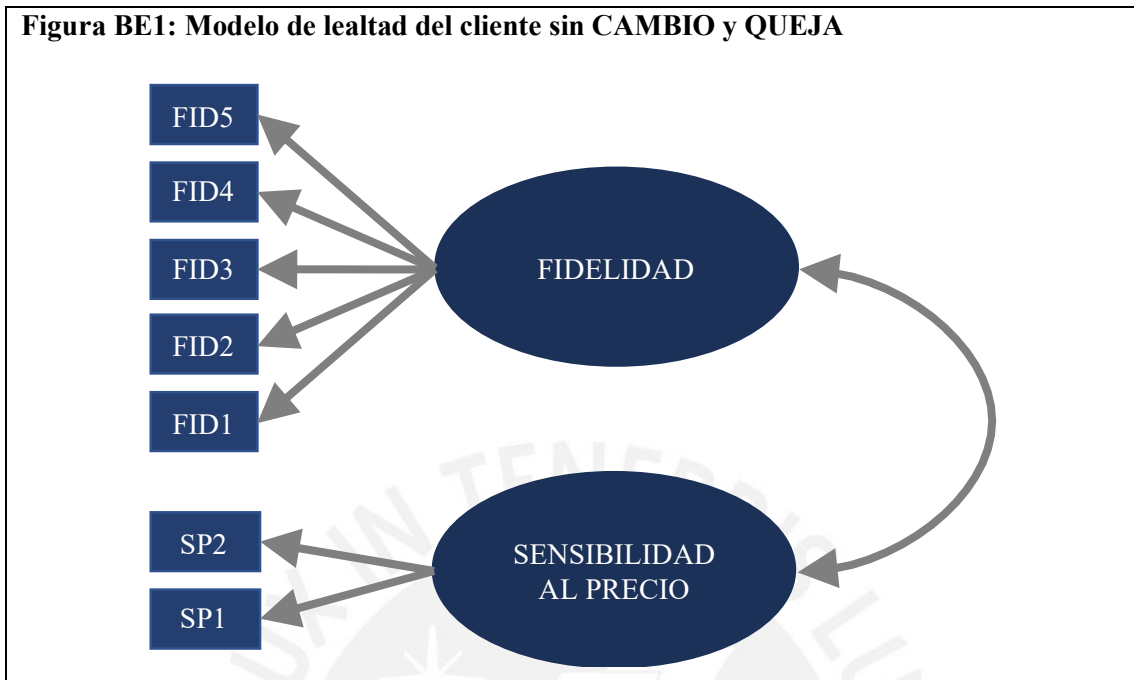 Figura BE1: Modelo de lealtad del cliente sin CAMBIO y QUEJA
FID5
FID4
FID3
FID2
FID1
FIDELIDAD
SP2
SP1
SENSIBILIDAD
AL PRECIO